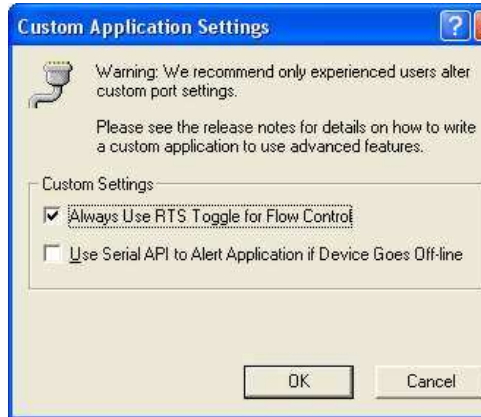 Custom Application Settings
?
Warning: We recommend only experienced users alter
custom port settings.
Please see the release notes for details on how to write
a custom application to use advanced features.
Custom Settings
Always Use RTS Toggle for Flow Control
Use Serial API to Alert Application if Device Goes Off-line
OK
Cancel